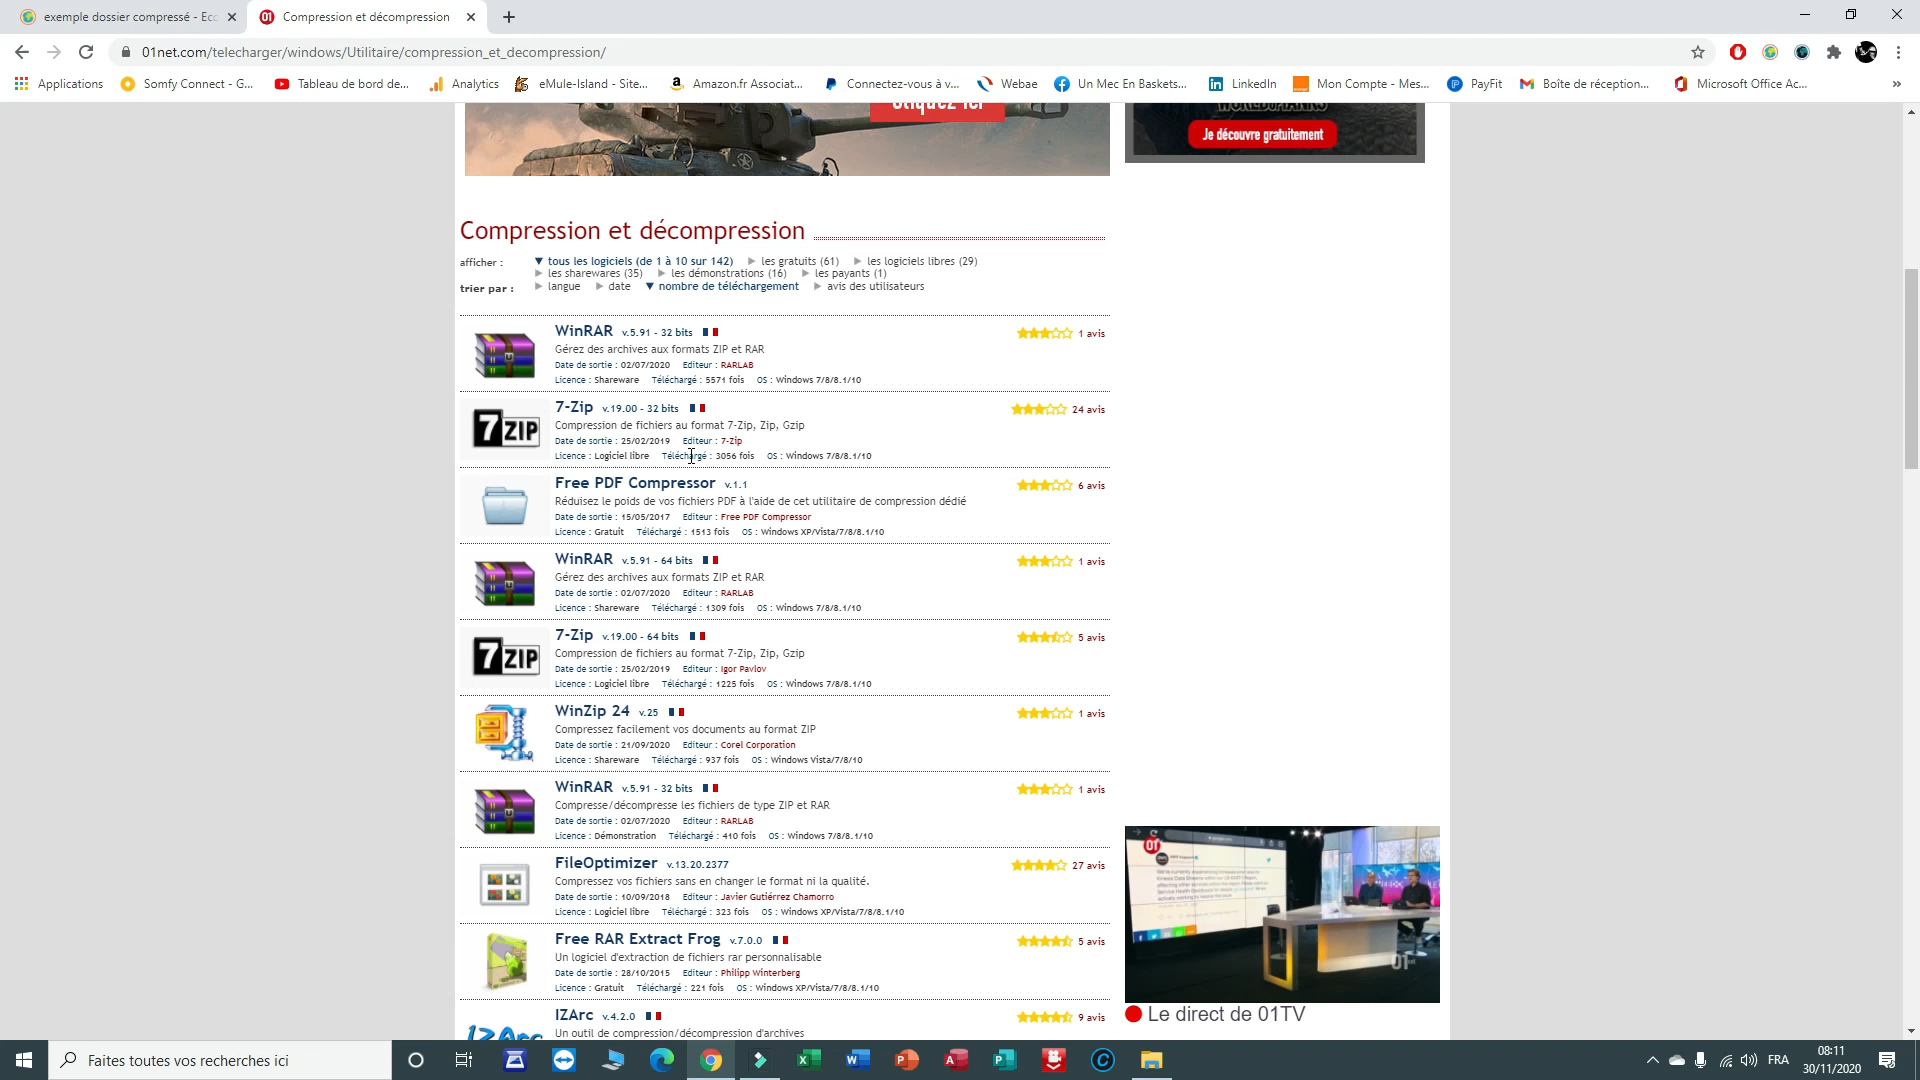 exemple dossier compressé - Ecc
Compression et décompression
01net.com/telecharger/windows/Utilitaire/compression_et_decompression/
Applications
Somfy Connect - G...
Tableau de bord de...
Analytics
eMule-Island - Site...
Amazon.fr Associat...
Connectez-vous à v...
Webae
Un Mec En Baskets...
LinkedIn
Mon Compte - Mes...
PayFit
Boîte de réception...
Microsoft Office Ac...
Cliquez ici
Je découvre gratuitement
Compression et décompression
afficher : tous les logiciels (de 1 à 10 sur 142) les gratuits (61) les logiciels libres (29)
les sharewares (35) les démonstrations (16) les payants (1)
trier par : langue date nombre de téléchargement avis des utilisateurs
WinRAR v.5.91 - 32 bits 1 avis
Gérez des archives aux formats ZIP et RAR
Date de sortie : 02/07/2020 Editeur : RARLAB
Licence : Shareware Téléchargé : 5571 fois OS : Windows 7/8/8.1/10
7ZIP
7-Zip v.19.00 - 32 bits 24 avis
Compression de fichiers au format 7-Zip, Zip, Gzip
Date de sortie : 25/02/2019 Editeur : 7-Zip
Licence : Logiciel libre Téléchargé : 3056 fois OS : Windows 7/8/8.1/10
Free PDF Compressor v.1.1 6 avis
Réduisez le poids de vos fichiers PDF à l'aide de cet utilitaire de compression dédié
Date de sortie : 15/05/2017 Editeur : Free PDF Compressor
Licence : Gratuit Téléchargé : 1513 fois OS : Windows XP/Vista/7/8/8.1/10
WinRAR v.5.91 - 64 bits 1 avis
Gérez des archives aux formats ZIP et RAR
Date de sortie : 02/07/2020 Editeur : RARLAB
Licence : Shareware Téléchargé : 1309 fois OS : Windows 7/8/8.1/10
7ZIP
7-Zip v.19.00 - 64 bits 5 avis
Compression de fichiers au format 7-Zip, Zip, Gzip
Date de sortie : 25/02/2019 Editeur : Igor Pavlov
Licence : Logiciel libre Téléchargé : 1225 fois OS : Windows 7/8/8.1/10
WinZip 24 v.25 1 avis
Compressez facilement vos documents au format ZIP
Date de sortie : 21/09/2020 Editeur : Corel Corporation
Licence : Shareware Téléchargé : 937 fois OS : Windows Vista/7/8/10
WinRAR v.5.91 - 32 bits 1 avis
Compresse/décompresse les fichiers de type ZIP et RAR
Date de sortie : 02/07/2020 Editeur : RARLAB
Licence : Démonstration Téléchargé : 410 fois OS : Windows 7/8/8.1/10
FileOptimizer v.13.20.2377 27 avis
Compressez vos fichiers sans en changer le format ni la qualité.
Date de sortie : 10/09/2018 Editeur : Javier Gutiérrez Chamorro
Licence : Logiciel libre Téléchargé : 323 fois OS : Windows XP/Vista/7/8/8.1/10
Free RAR Extract Frog v.7.0.0 5 avis
Un logiciel d'extraction de fichiers rar personnalisable
Date de sortie : 28/10/2015 Editeur : Philipp Winterberg
Licence : Gratuit Téléchargé : 221 fois OS : Windows XP/Vista/7/8/8.1/10
IZArc
IZArc v.4.2.0 9 avis
Un outil de compression/décompression d'archives
01
Le direct de 01TV
Faites toutes vos recherches ici
FRA
08:11
30/11/2020